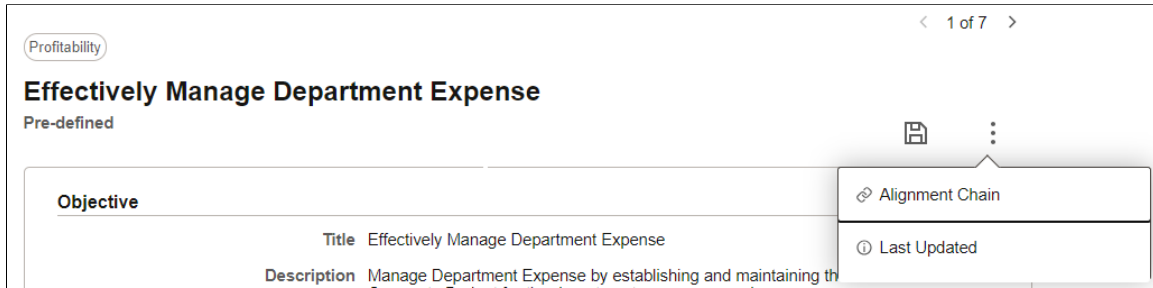 1 of 7
Profitability
Effectively Manage Department Expense
Pre-defined
Alignment Chain
Objective
Title Effectively Manage Department Expense
Last Updated
Description Manage Department Expense by establishing and maintaining th